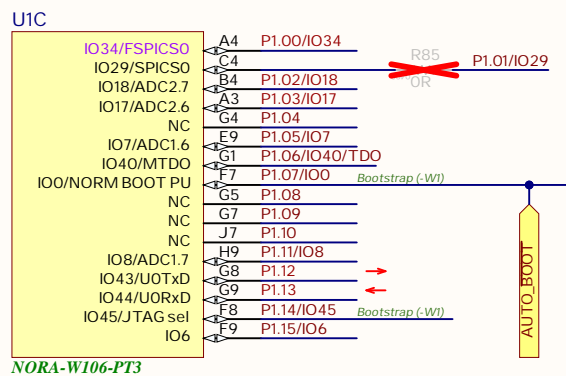 U1C
IO34/FSPICS0 A4 P1.00/IO34
IO29/SPICS0 C4 R85 0R P1.01/IO29
IO18/ADC2.7 B4 P1.02/IO18
IO17/ADC2.6 A3 P1.03/IO17
NC G4 P1.04
IO7/ADC1.6 E9 P1.05/IO7
IO40/MTDO G1 P1.06/IO40/TDO
IO0/NORM BOOT PU F7 P1.07/IO0 Bootstrap (-W1)
NC G5 P1.08
NC G7 P1.09
NC J7 P1.10
IO8/ADC1.7 H9 P1.11/IO8
IO43/U0TxD G8 P1.12
IO44/U0RxD G9 P1.13
IO45/JTAG sel F8 P1.14/IO45 Bootstrap (-W1)
IO6 F9 P1.15/IO6
AUTO_BOOT
NORA-W106-PT3